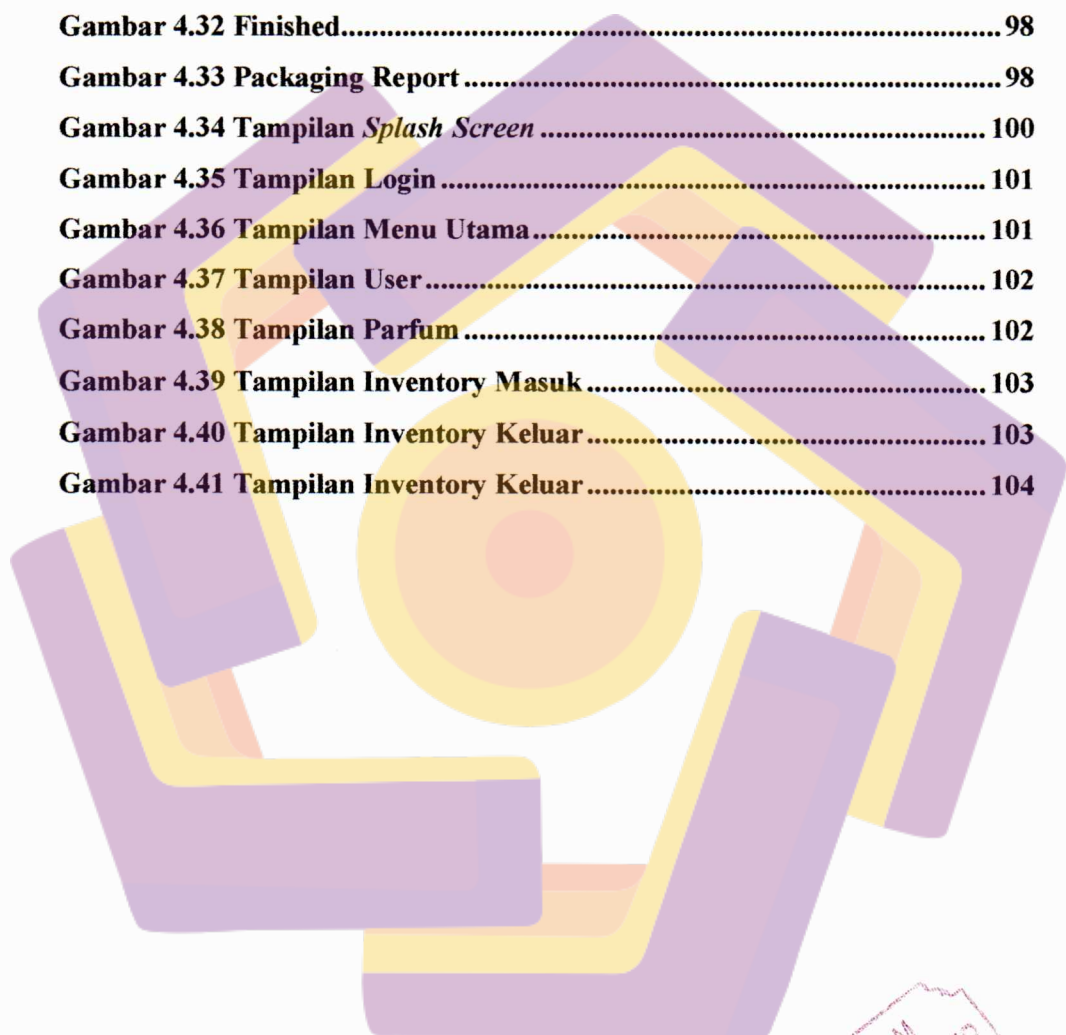 Gambar 4.32 Finished................................................................................................ 98
Gambar 4.33 Packaging Report ............................................................................. 98
Gambar 4.34 Tampilan Splash Screen .................................................................. 100
Gambar 4.35 Tampilan Login ................................................................................ 101
Gambar 4.36 Tampilan Menu Utama................................................................... 101
Gambar 4.37 Tampilan User.................................................................................. 102
Gambar 4.38 Tampilan Parfum ............................................................................ 102
Gambar 4.39 Tampilan Inventory Masuk........................................................... 103
Gambar 4.40 Tampilan Inventory Keluar........................................................... 103
Gambar 4.41 Tampilan Inventory Keluar........................................................... 104